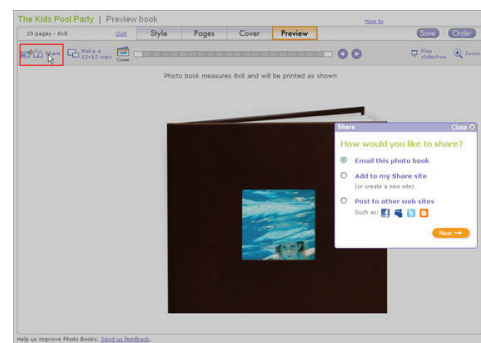 The Kids Pool Party | Preview book
How to
20 pages - 8x8
Quit
Style
Pages
Cover
Preview
Save
Order
Share
Make a
12x12 copy
Cover
Play
slideshow
Zoom
Photo book measures 8x8 and will be printed as shown
Share
Close
How would you like to share?
Email this photo book
Add to my Share site
(or create a new site)
Post to other web sites
Such as:
Next
Help us improve Photo Books. Send us feedback.